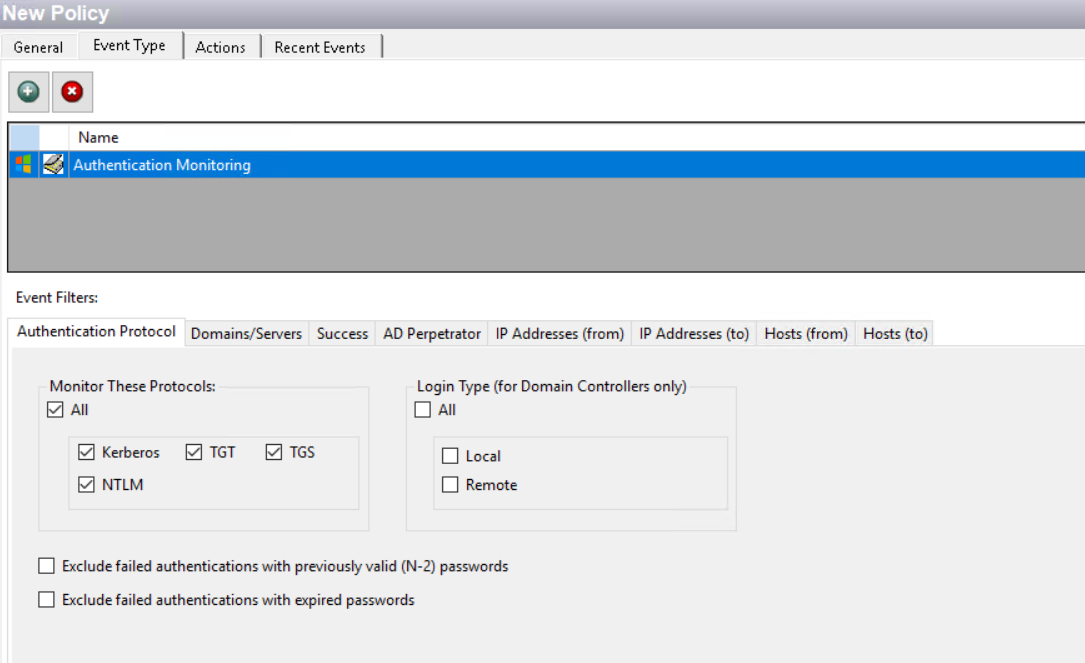 New Policy
General Event Type Actions Recent Events
Name
Authentication Monitoring
Event Filters:
Authentication Protocol Domains/Servers Success AD Perpetrator IP Addresses (from) IP Addresses (to) Hosts (from) Hosts (to)
Monitor These Protocols: Login Type (for Domain Controllers only)
All All
Kerberos TGT TGS Local
NTLM Remote
Exclude failed authentications with previously valid (N-2) passwords
Exclude failed authentications with expired passwords